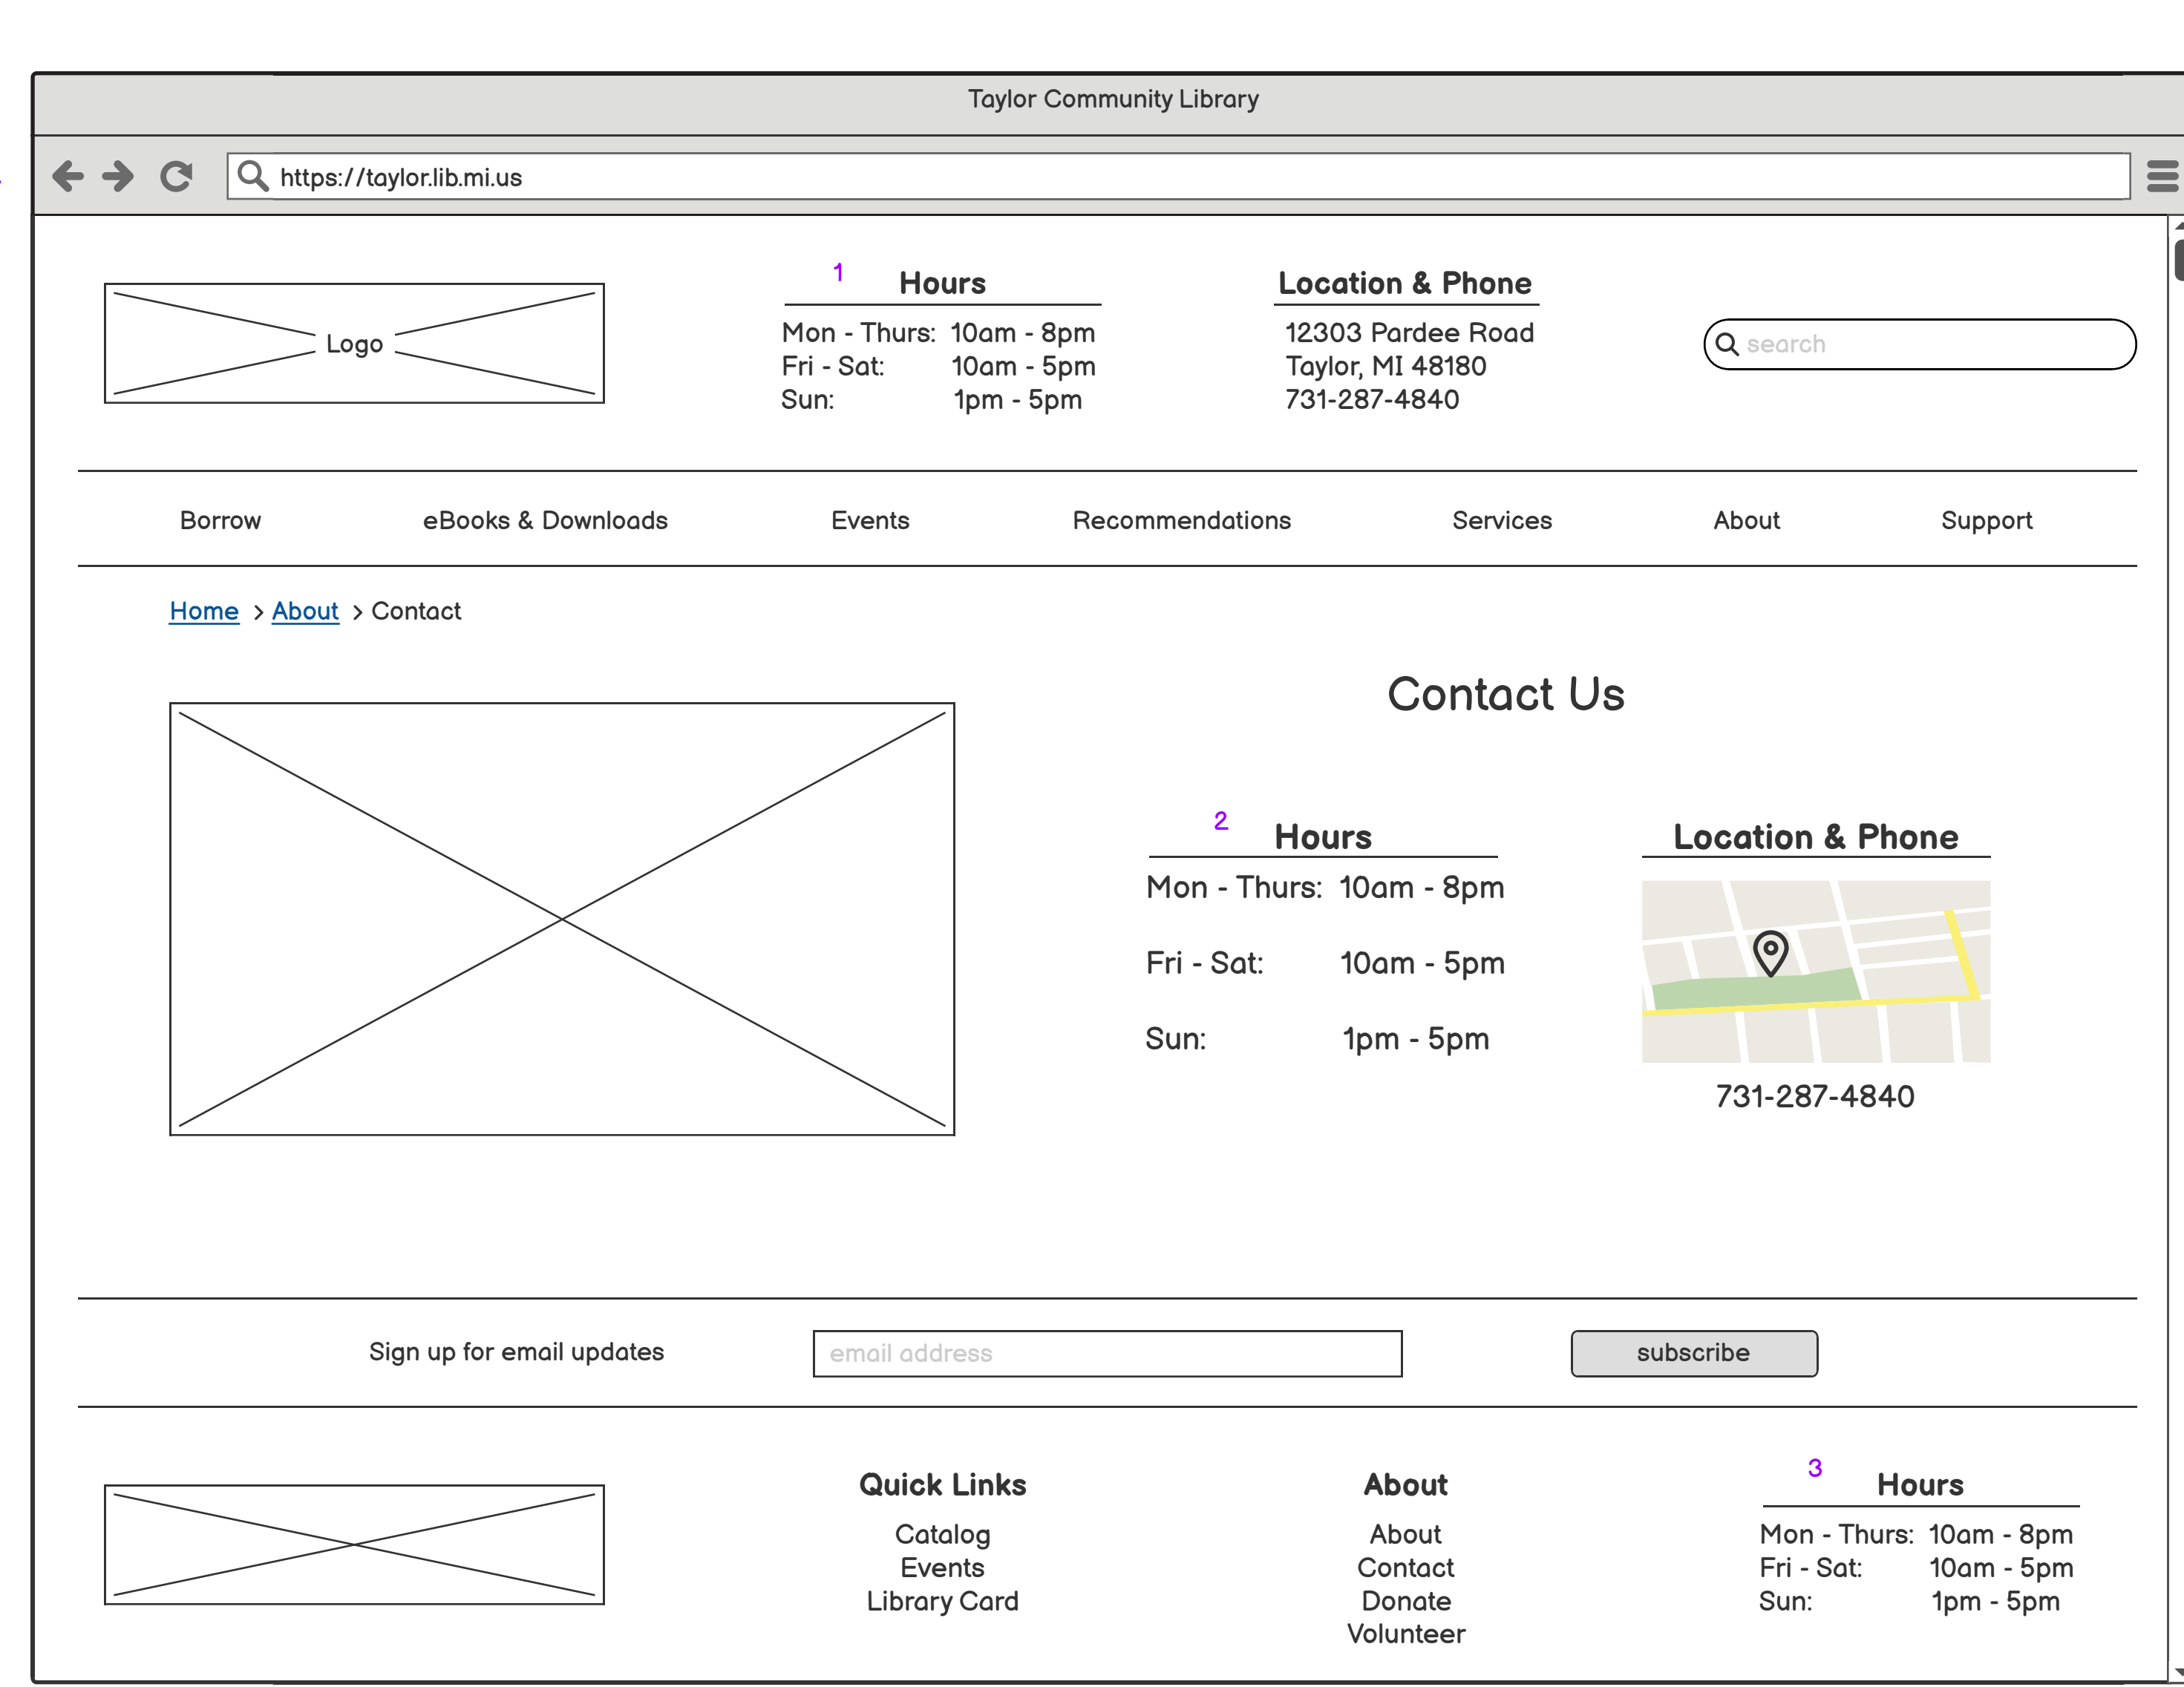 Taylor Community Library
https://taylor.lib.mi.us
Logo
1
Hours
Mon - Thurs: 10am - 8pm
Fri - Sat: 10am - 5pm
Sun: 1pm - 5pm
Location & Phone
12303 Pardee Road
Taylor, MI 48180
731-287-4840
search
Borrow eBooks & Downloads Events Recommendations Services About Support
Home > About > Contact
Contact Us
2
Hours
Mon - Thurs: 10am - 8pm
Fri - Sat: 10am - 5pm
Sun: 1pm - 5pm
Location & Phone
731-287-4840
Sign up for email updates email address subscribe
Quick Links
Catalog
Events
Library Card
About
About
Contact
Donate
Volunteer
3
Hours
Mon - Thurs: 10am - 8pm
Fri - Sat: 10am - 5pm
Sun: 1pm - 5pm